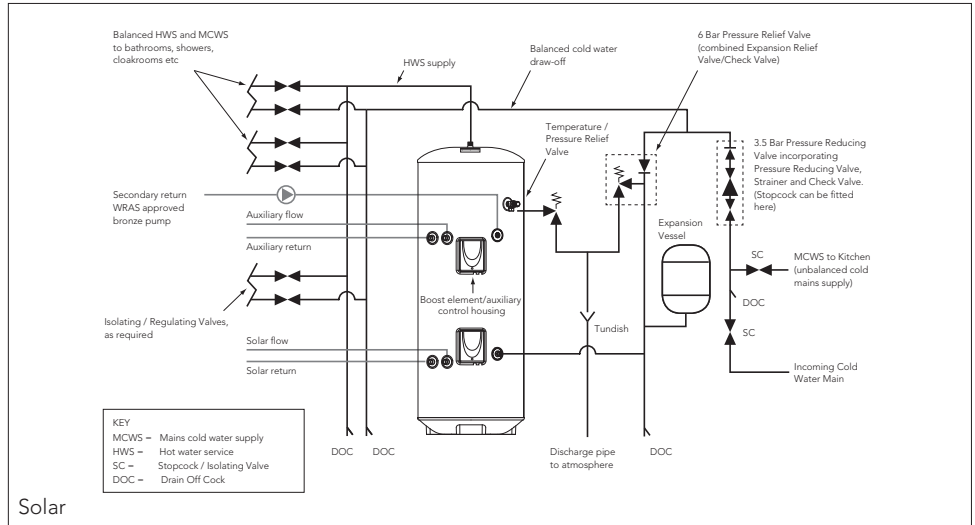 Balanced HWS and MCWS
to bathrooms, showers,
cloakrooms etc
HWS supply
Balanced cold water
draw-off
6 Bar Pressure Relief Valve
(combined Expansion Relief
Valve/Check Valve)
Temperature /
Pressure Relief
Valve
3.5 Bar Pressure Reducing
Valve incorporating
Pressure Reducing Valve,
Strainer and Check Valve.
(Stopcock can be fitted
here)
Secondary return
WRAS approved
bronze pump
Auxiliary flow
Auxiliary return
Expansion
Vessel
SC
MCWS to Kitchen
(unbalanced cold
mains supply)
DOC
Boost element/auxiliary
control housing
Isolating / Regulating Valves,
as required
Tundish
SC
Solar flow
Solar return
Incoming Cold
Water Main
KEY
MCWS – Mains cold water supply
HWS – Hot water service
SC – Stopcock / Isolating Valve
DOC – Drain Off Cock
DOC
DOC
Discharge pipe
to atmosphere
DOC
Solar